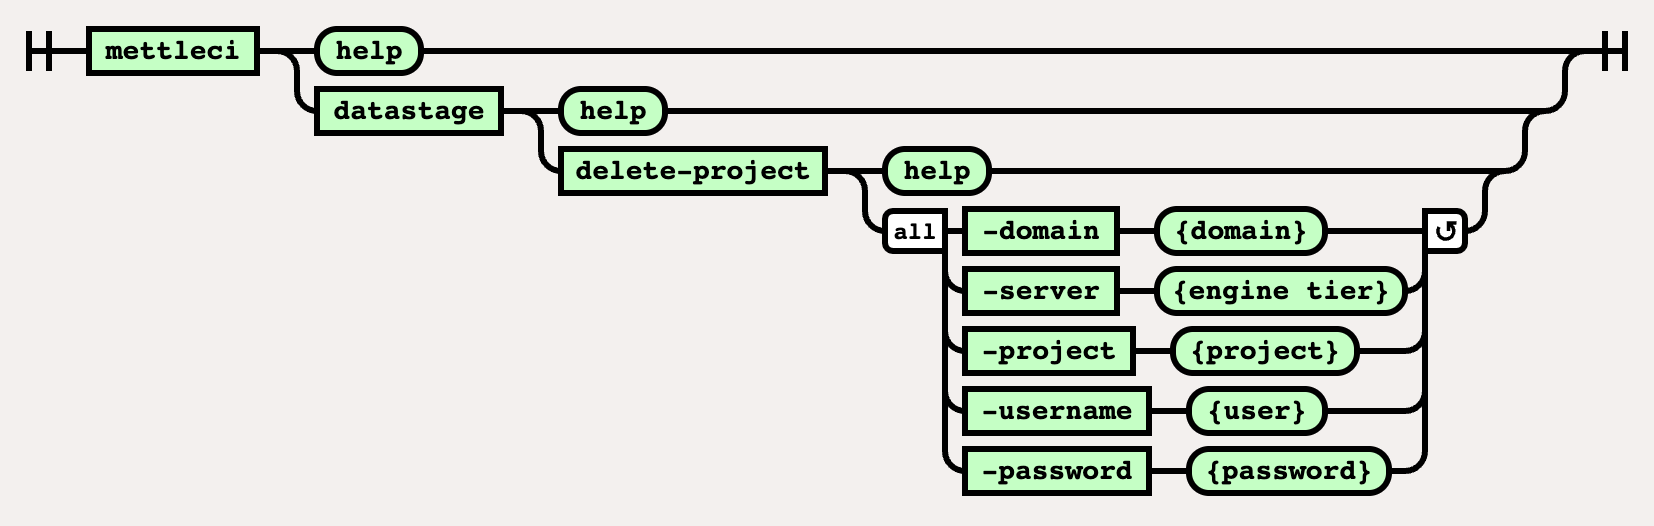 mettleci help
datastage help
delete-project help
all -domain {domain} ↺
-server {engine tier}
-project {project}
-username {user}
-password {password}